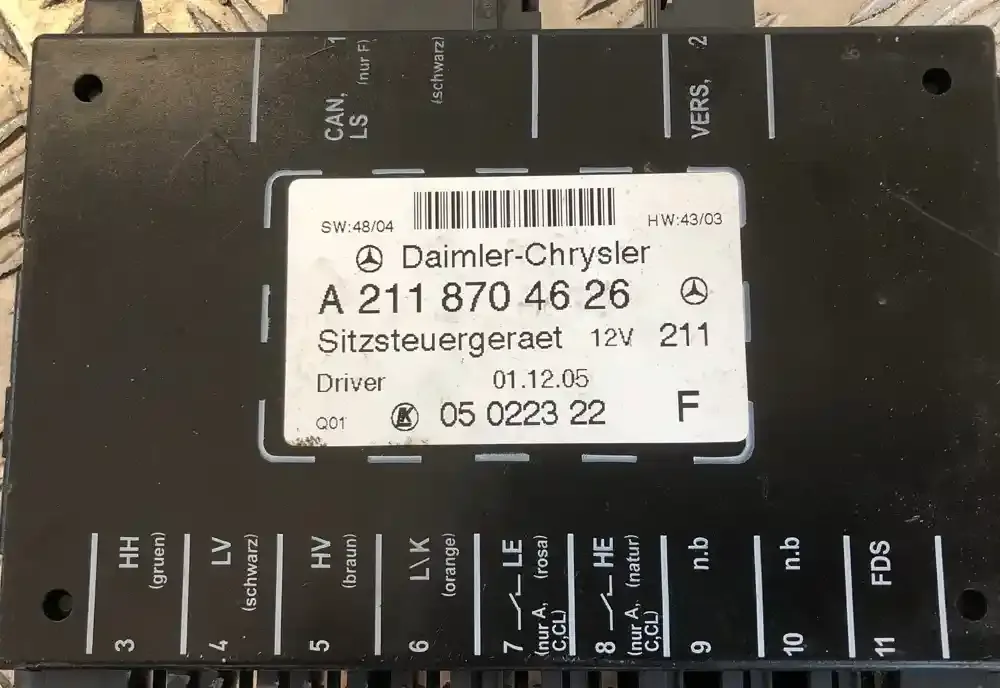 CAN, 1
LS (nur F)
(schwarz)
VERS, 2
SW:48/04
HW:43/03
Daimler-Chrysler
A 211 870 46 26
Sitzsteuergeraet 12V 211
Driver 01.12.05
Q01 K 05 0223 22 F
3 HH
(gruen)
4 LV
(schwarz)
5 HV
(braun)
6 L\K
(orange)
7 LE
(nur A, (rosa)
C,CL)
8 HE
(nur A, (natur)
C,CL)
9 n.b
10 n.b
11 FDS